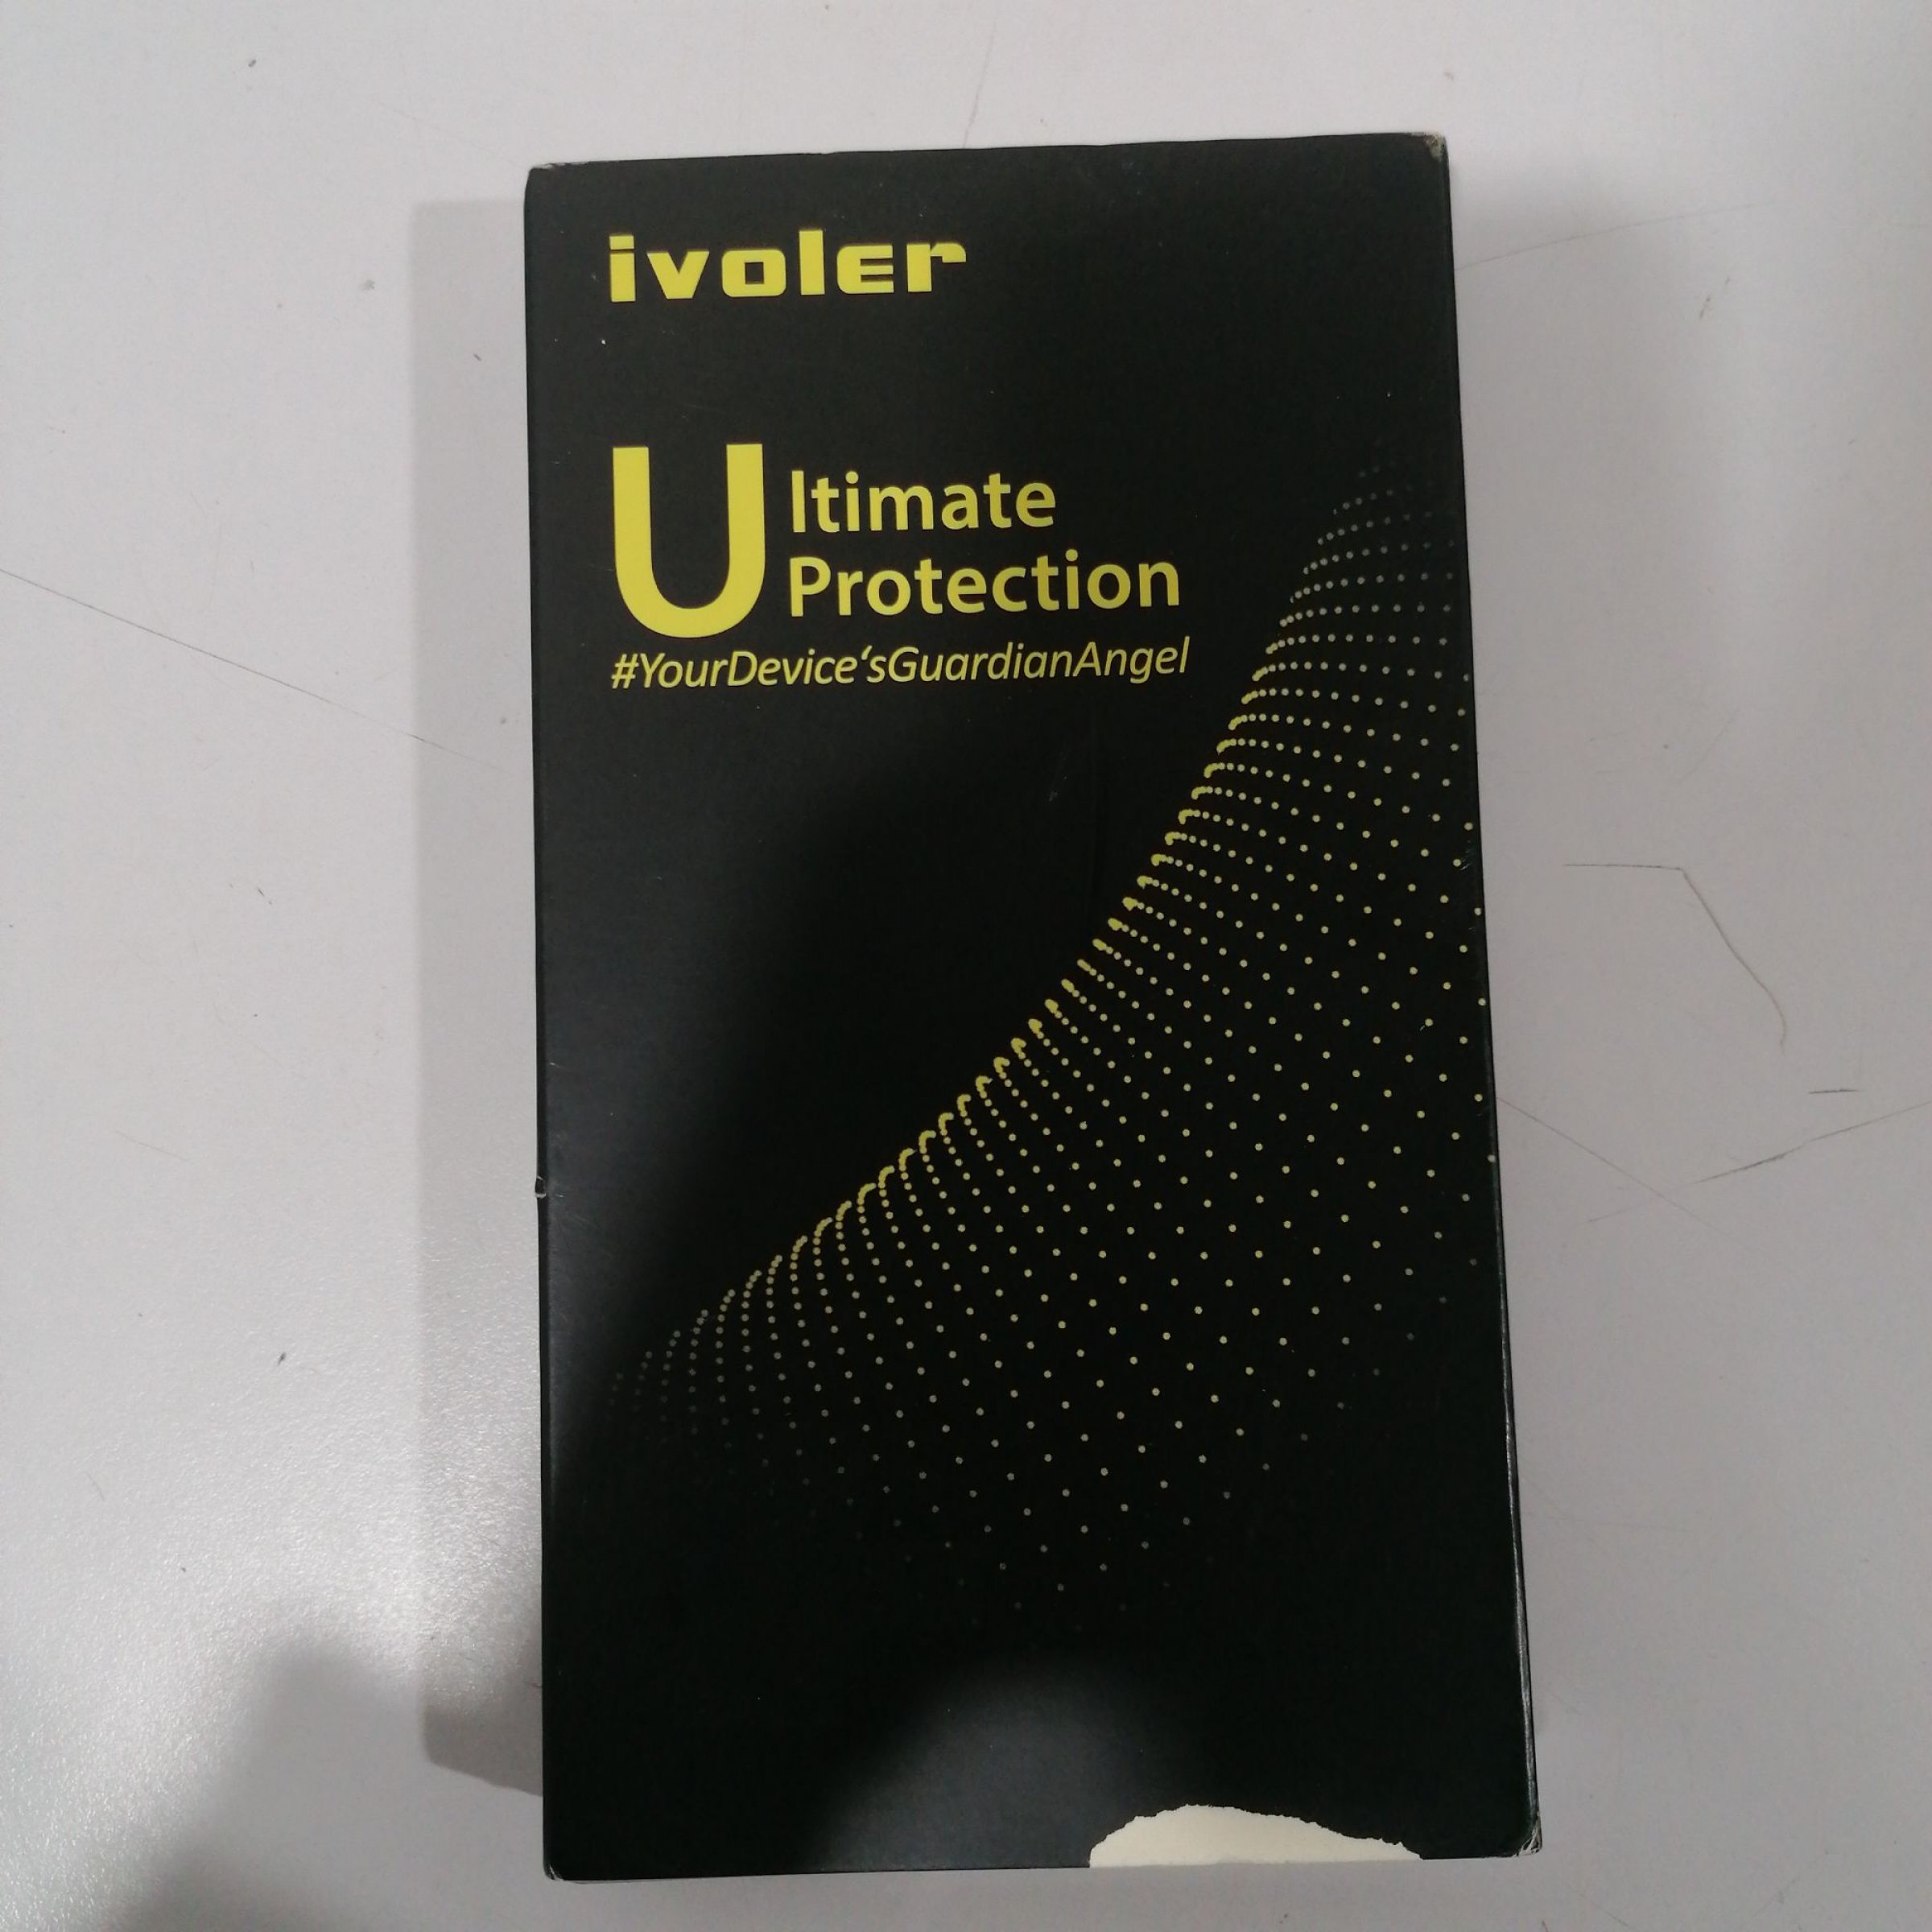 ivoler
Ultimate
Protection
#YourDevice‘sGuardianAngel